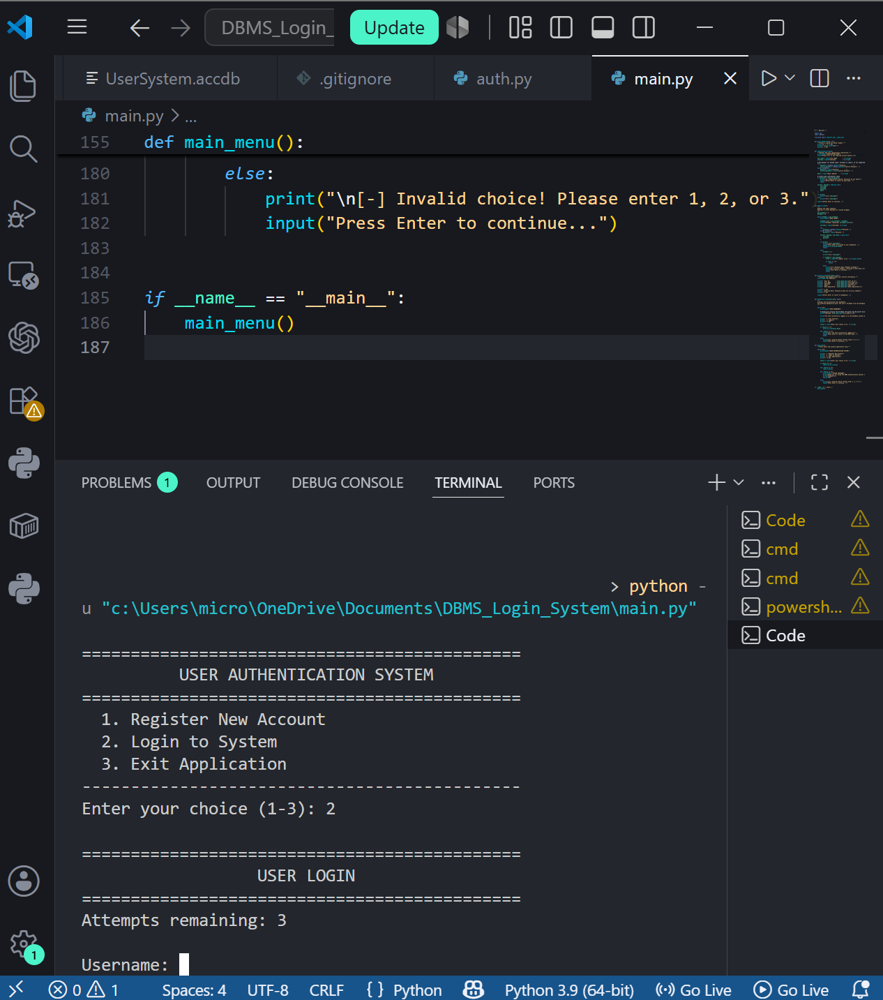 DBMS_Login_
Update
UserSystem.accdb
.gitignore
auth.py
main.py
main.py > ...
155 def main_menu():
180 else:
181 print("\n[-] Invalid choice! Please enter 1, 2, or 3.")
182 input("Press Enter to continue...")
183
184
185 if __name__ == "__main__":
186 main_menu()
187
PROBLEMS 1 OUTPUT DEBUG CONSOLE TERMINAL PORTS
> python -
u "c:\Users\micro\OneDrive\Documents\DBMS_Login_System\main.py"
=============================================
USER AUTHENTICATION SYSTEM
=============================================
1. Register New Account
2. Login to System
3. Exit Application
---------------------------------------------
Enter your choice (1-3): 2
=============================================
USER LOGIN
=============================================
Attempts remaining: 3
Username:
Code
cmd
cmd
powersh...
Code
1
0 1 Spaces: 4 UTF-8 CRLF { } Python Python 3.9 (64-bit) Go Live Go Live